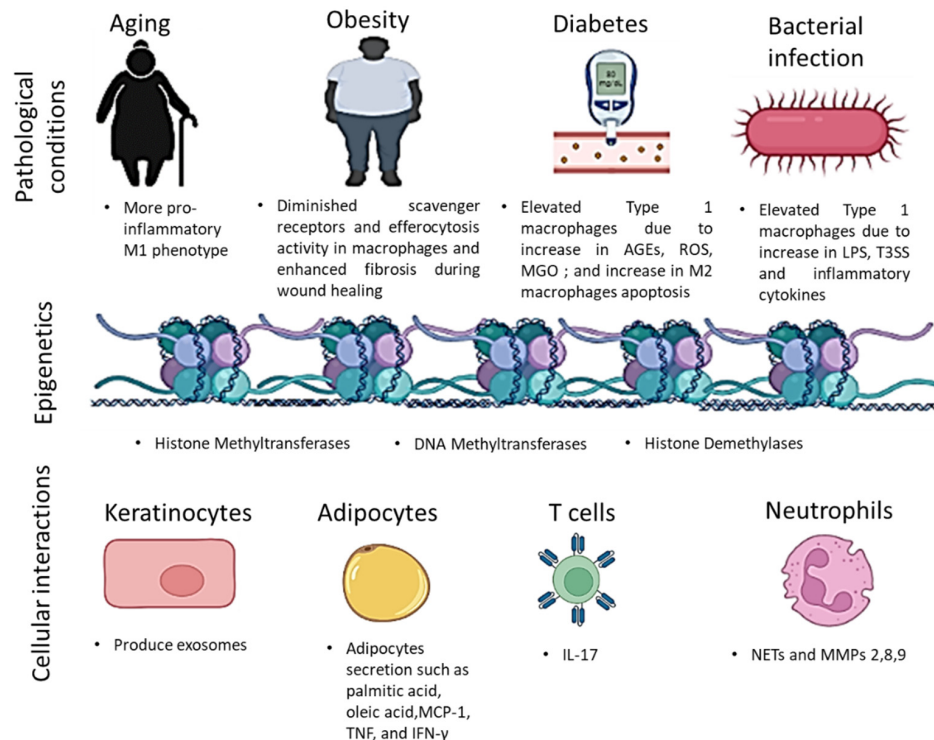 Aging
Obesity
Diabetes
Bacterial
infection
Pathological
conditions
80
mg/dL
• More pro-
inflammatory
M1 phenotype
• Diminished scavenger
receptors and efferocytosis
activity in macrophages and
enhanced fibrosis during
wound healing
• Elevated Type 1
macrophages due to
increase in AGEs, ROS,
MGO ; and increase in M2
macrophages apoptosis
• Elevated Type 1
macrophages due to
increase in LPS, T3SS
and inflammatory
cytokines
Epigenetics
• Histone Methyltransferases
• DNA Methyltransferases
• Histone Demethylases
Cellular interactions
Keratinocytes
Adipocytes
T cells
Neutrophils
• Produce exosomes
• Adipocytes
secretion such as
palmitic acid,
oleic acid,MCP-1,
TNF, and IFN-γ
• IL-17
• NETs and MMPs 2,8,9